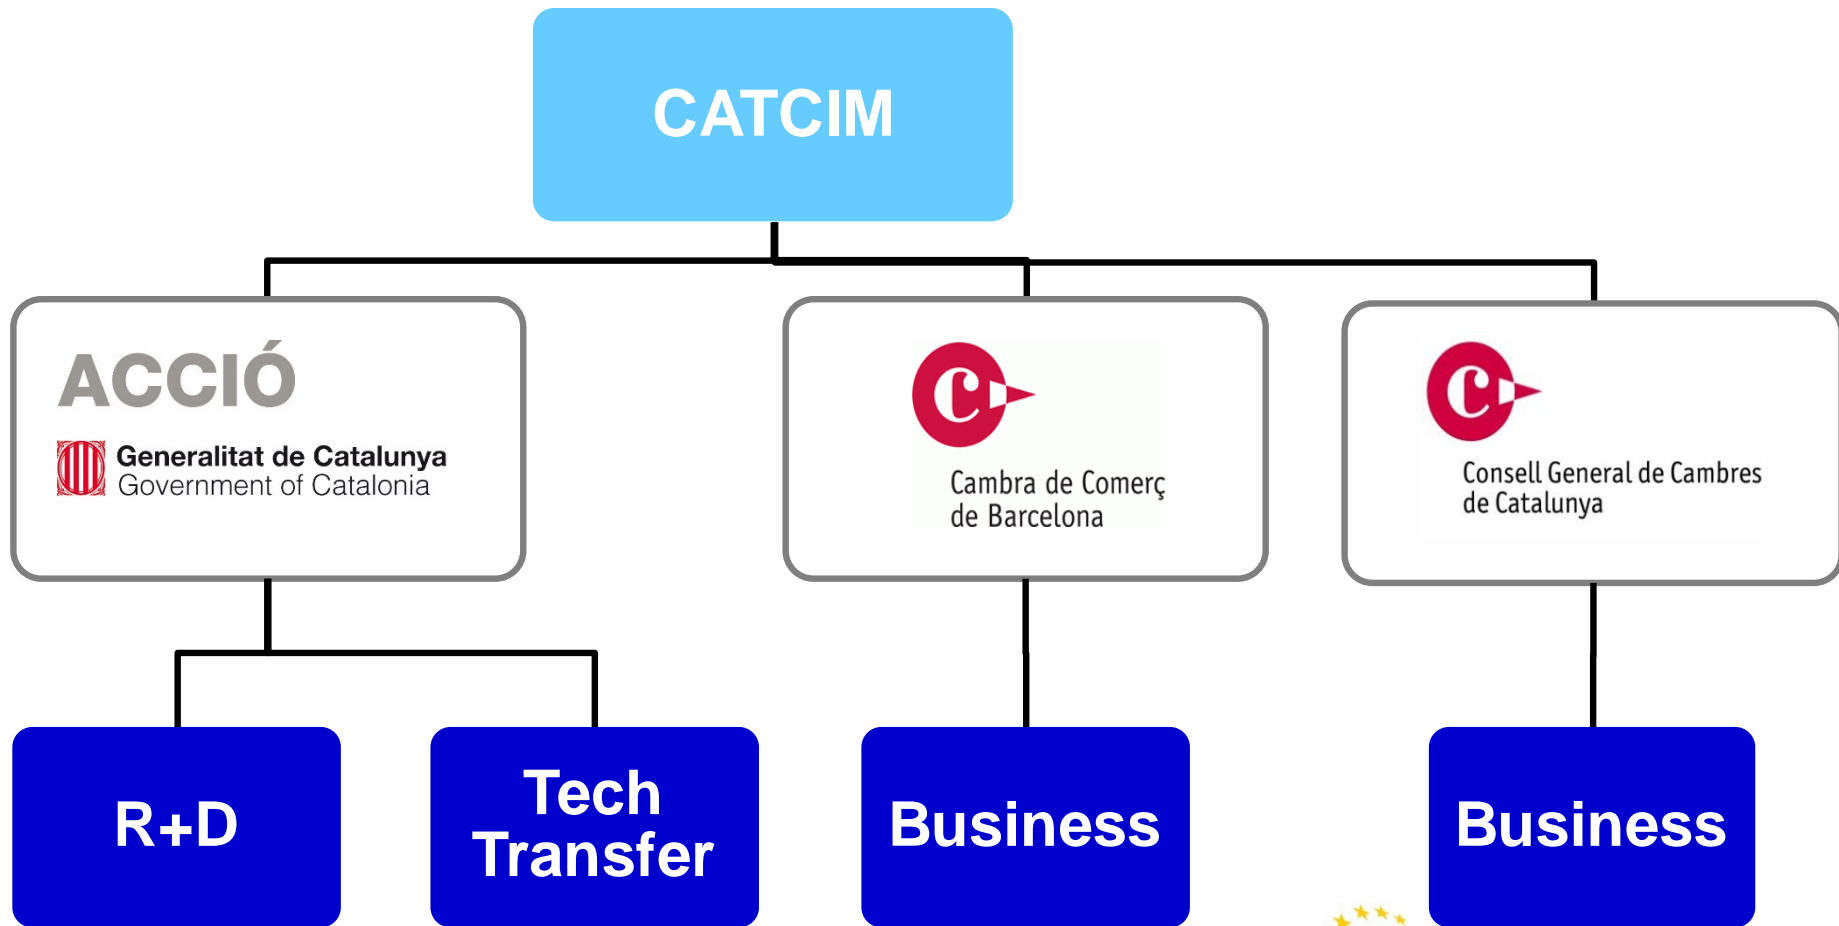 CATCIM
ACCIÓ
Generalitat de Catalunya
Government of Catalonia
Cambra de Comerç
de Barcelona
Consell General de Cambres
de Catalunya
R+D
Tech
Transfer
Business
Business